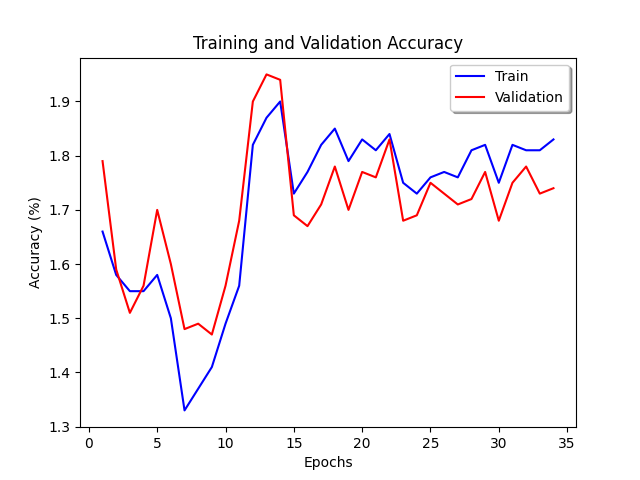 Training and Validation Accuracy
Train
Validation
Accuracy (%)
1.9
1.8
1.7
1.6
1.5
1.4
1.3
0 5 10 15 20 25 30 35
Epochs